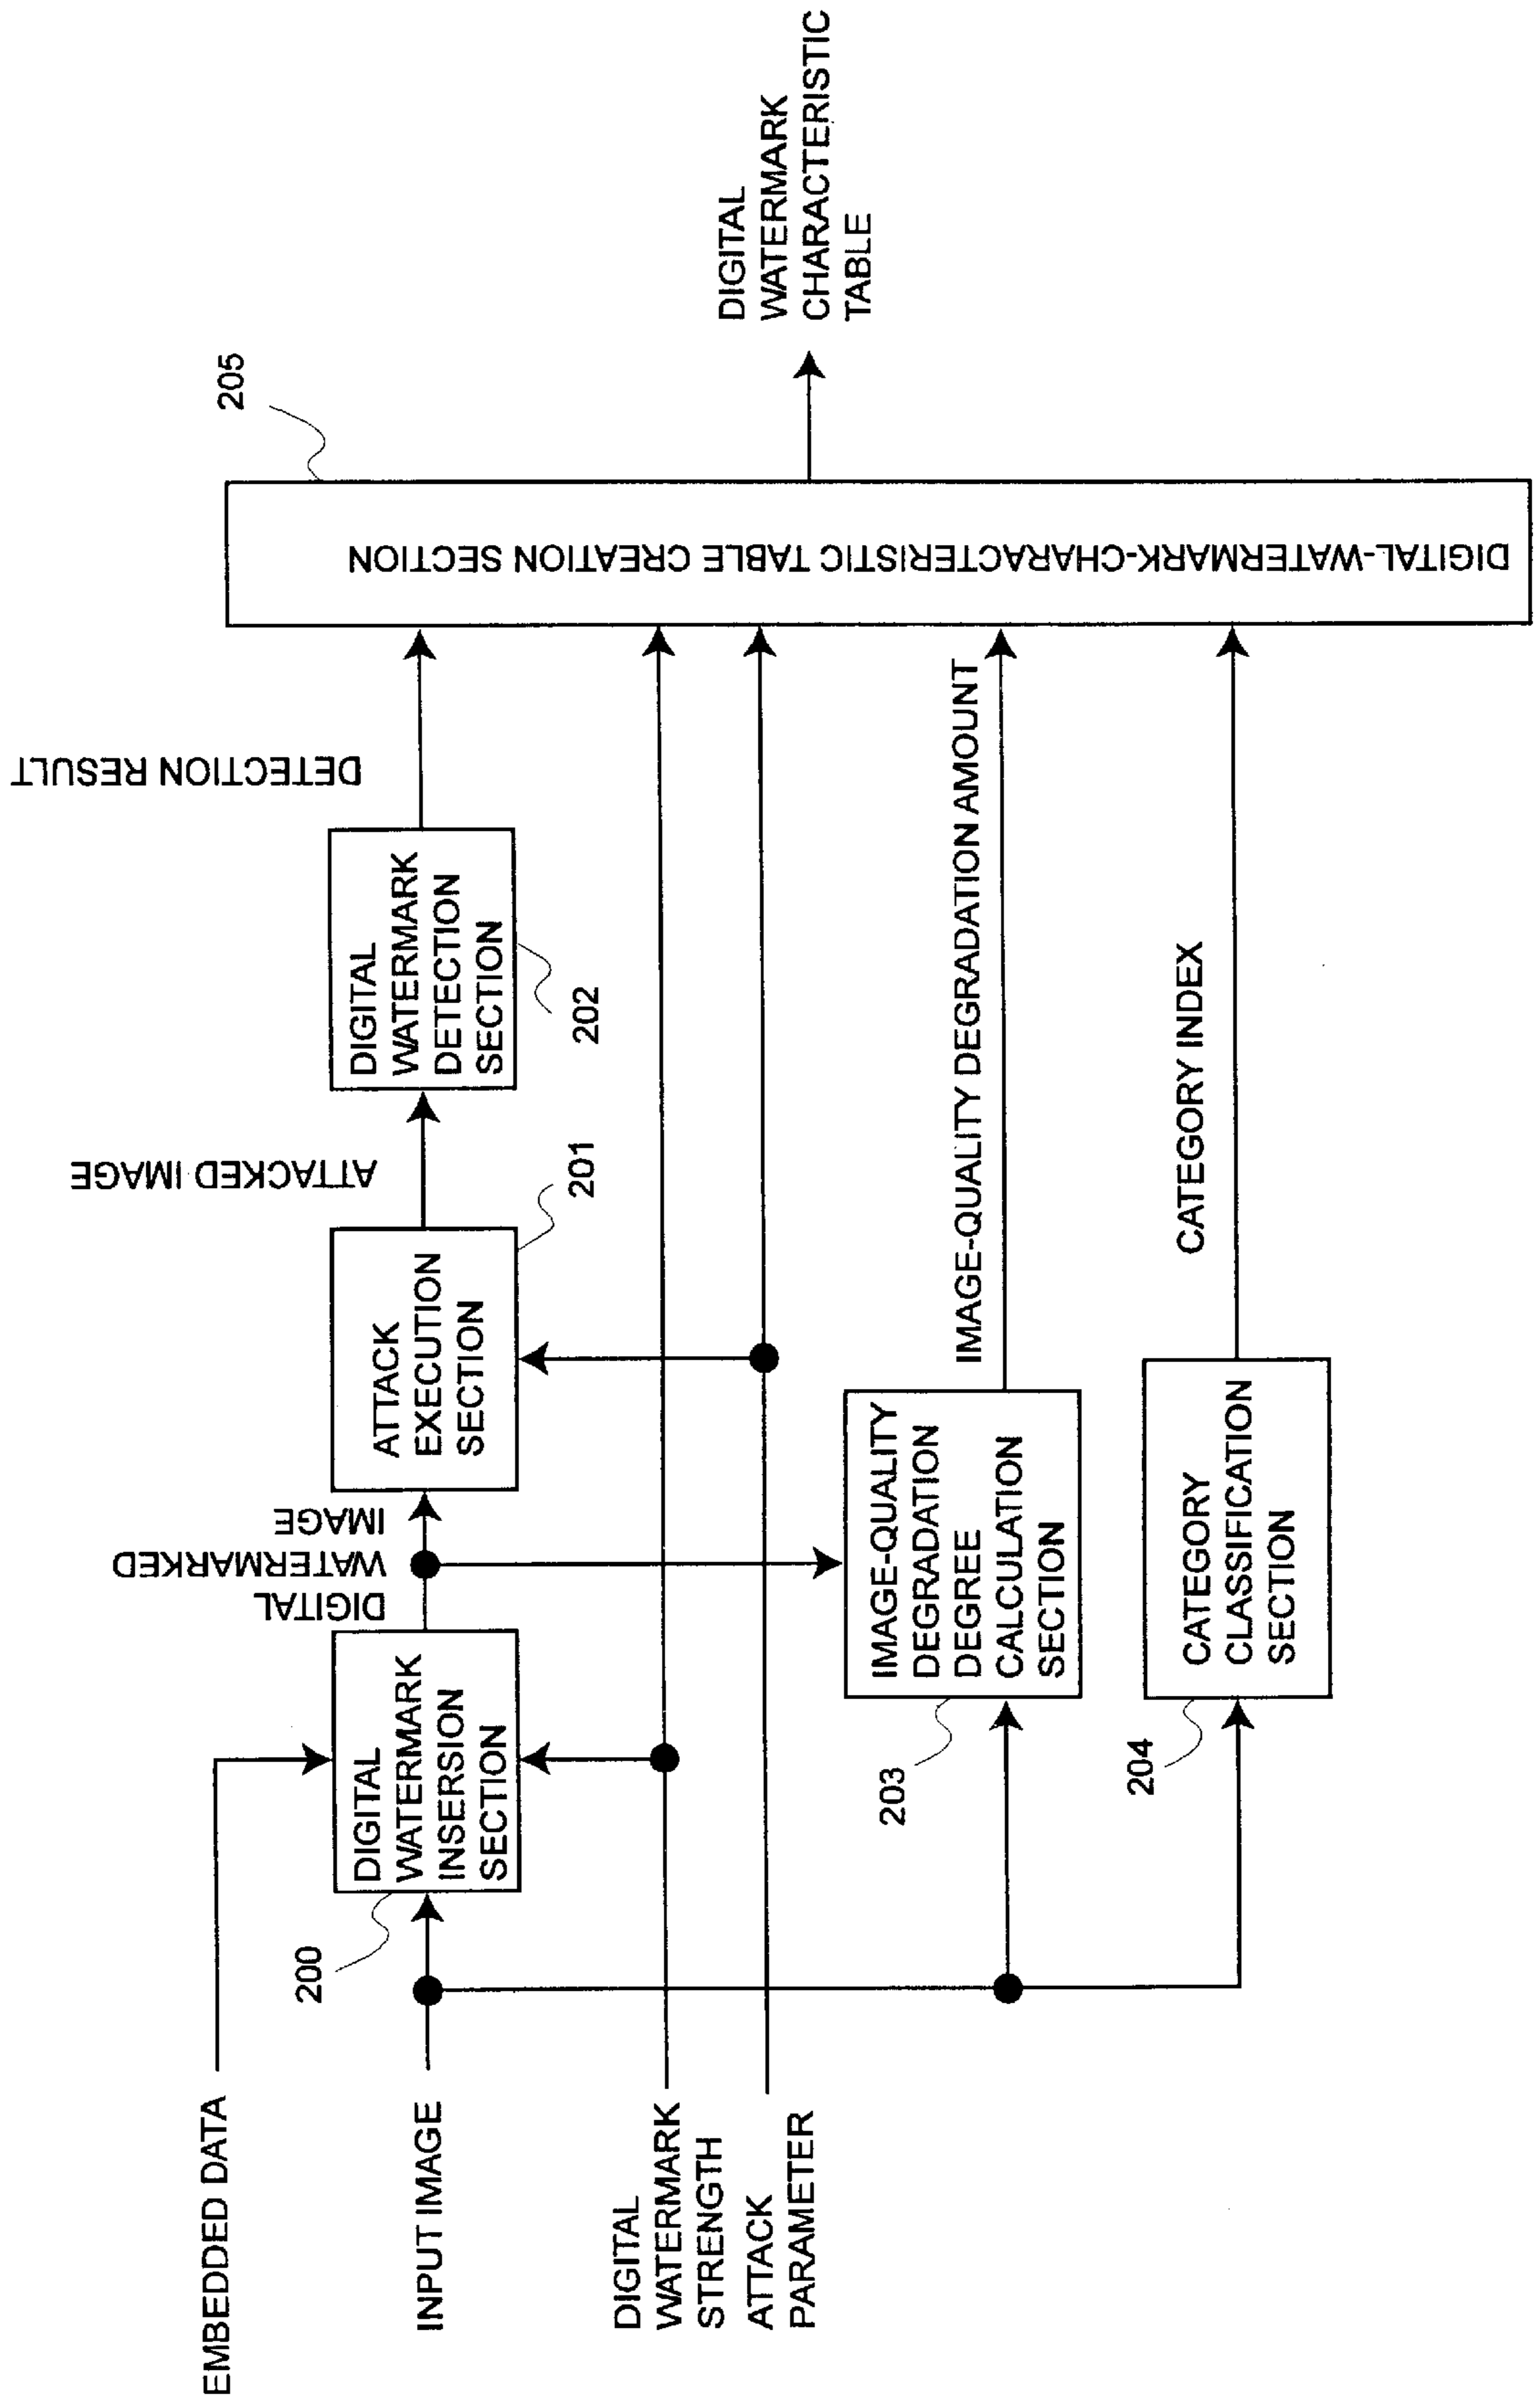 EMBEDDED DATA
INPUT IMAGE
DIGITAL
WATERMARK
STRENGTH
ATTACK
PARAMETER
200
DIGITAL
WATERMARK
INSERSION
SECTION
DIGITAL
WATERMARKED
IMAGE
ATTACK
EXECUTION
SECTION
201
ATTACKED IMAGE
DIGITAL
WATERMARK
DETECTION
SECTION
202
DETECTION RESULT
203
IMAGE-QUALITY
DEGRADATION
DEGREE
CALCULATION
SECTION
IMAGE-QUALITY DEGRADATION AMOUNT
204
CATEGORY
CLASSIFICATION
SECTION
CATEGORY INDEX
205
DIGITAL-WATERMARK-CHARACTERISTIC TABLE CREATION SECTION
DIGITAL
WATERMARK
CHARACTERISTIC
TABLE